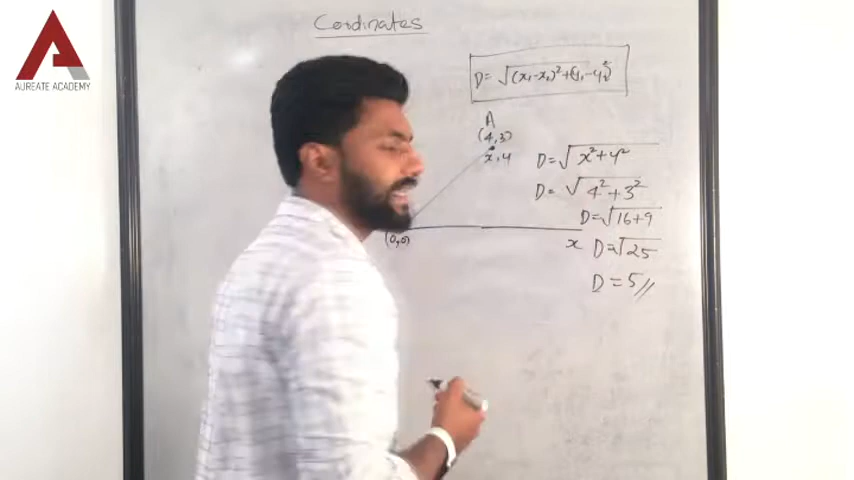 AUREATE ACADEMY
Coordinates
D = √(x₁-x₂)²+(y₁-y₂)²
A
(4,3)
x,y
(0,0)
x
D = √x²+y²
D = √4²+3²
D = √16+9
D = √25
D = 5//